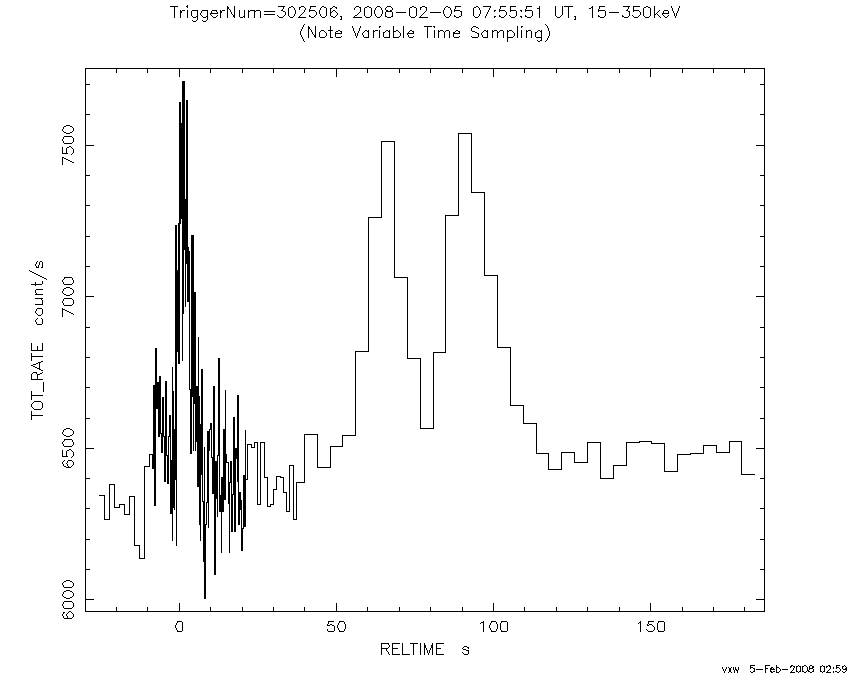 TriggerNum=302506, 2008-02-05 07:55:51 UT, 15-350keV
(Note Variable Time Sampling)
7500
7000
6500
6000
TOT_RATE count/s
0 50 100 150
RELTIME s
vxw 5-Feb-2008 02:59